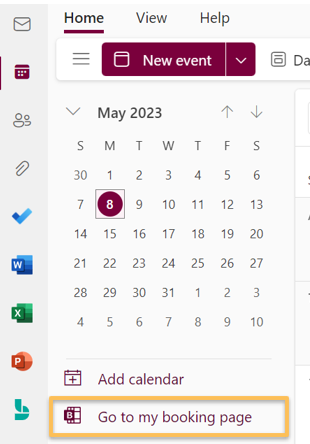 Home View Help
New event Da
May 2023
S M T W T F S
30 1 2 3 4 5 6
7 8 9 10 11 12 13
14 15 16 17 18 19 20
21 22 23 24 25 26 27
28 29 30 31 1 2 3
4 5 6 7 8 9 10
Add calendar
Go to my booking page